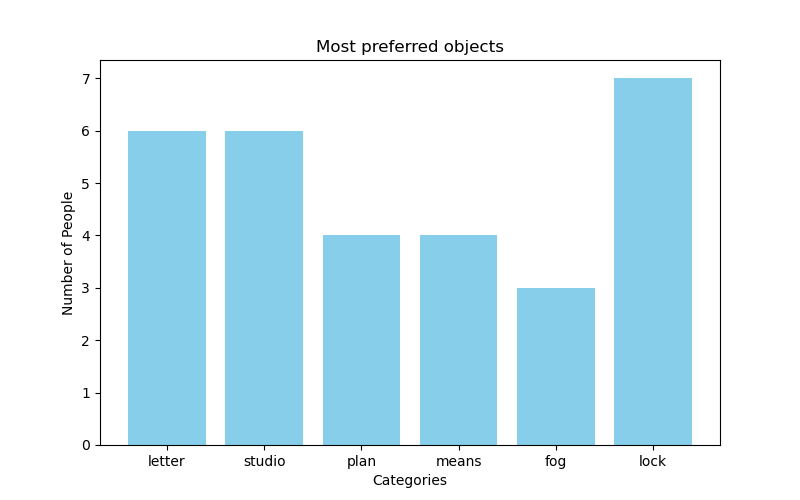 Most preferred objects
Number of People
7
6
5
4
3
2
1
0
letter studio plan means fog lock
Categories